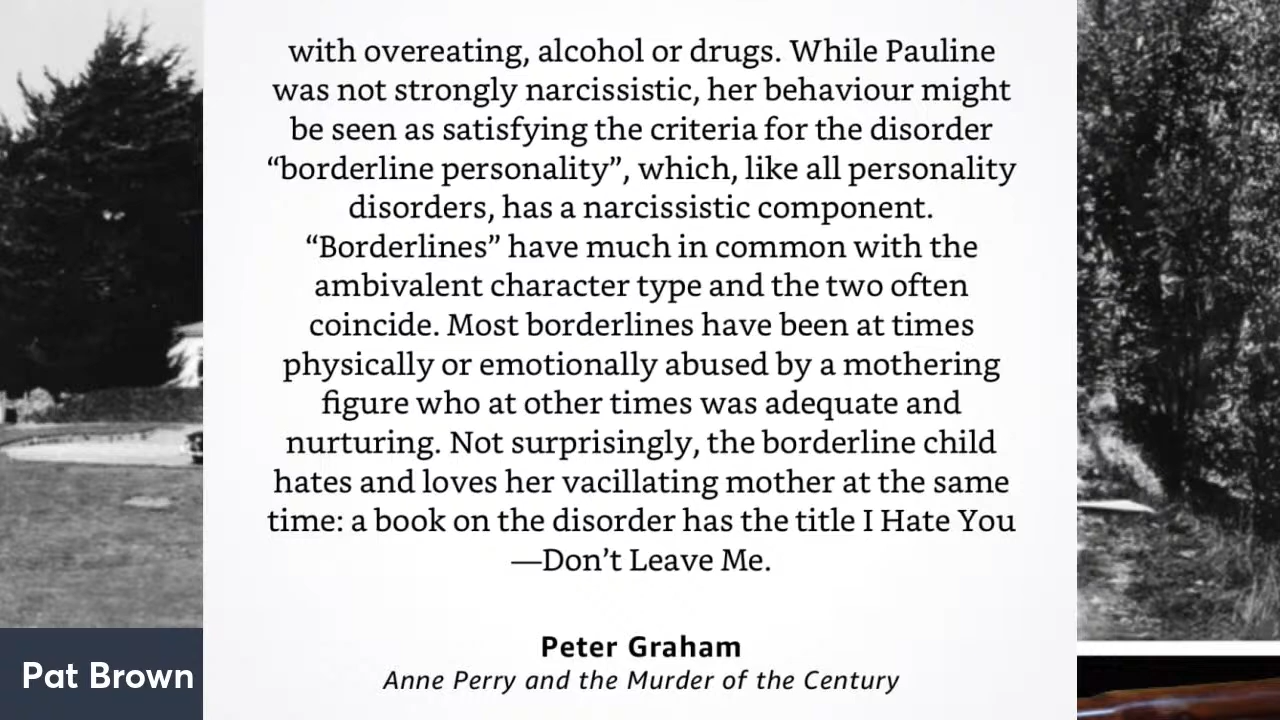 with overeating, alcohol or drugs. While Pauline
was not strongly narcissistic, her behaviour might
be seen as satisfying the criteria for the disorder
“borderline personality”, which, like all personality
disorders, has a narcissistic component.
“Borderlines” have much in common with the
ambivalent character type and the two often
coincide. Most borderlines have been at times
physically or emotionally abused by a mothering
figure who at other times was adequate and
nurturing. Not surprisingly, the borderline child
hates and loves her vacillating mother at the same
time: a book on the disorder has the title I Hate You
—Don’t Leave Me.
Peter Graham
Anne Perry and the Murder of the Century
Pat Brown